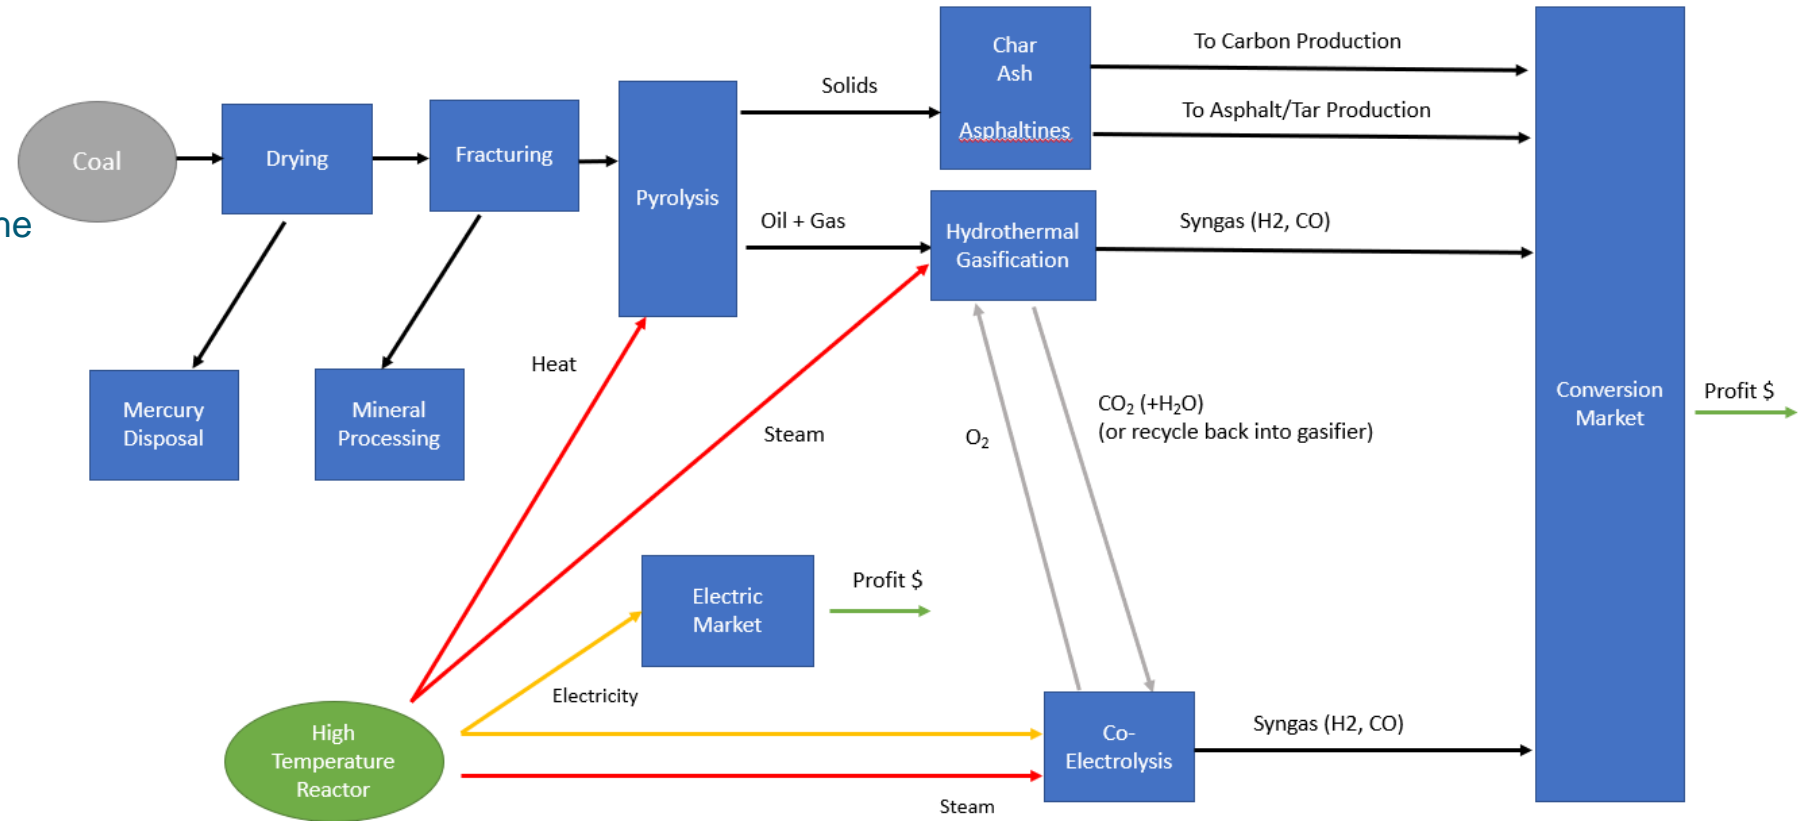 Char
Ash
Asphaltines
To Carbon Production
To Asphalt/Tar Production
Solids
Coal
Drying
Fracturing
Pyrolysis
ne
Oil + Gas
Hydrothermal
Gasification
Syngas (H2, CO)
Heat
Mercury
Disposal
Mineral
Processing
Steam
O₂
CO₂ (+H₂O)
(or recycle back into gasifier)
Conversion
Market
Profit $
Electric
Market
Profit $
Electricity
High
Temperature
Reactor
Co-
Electrolysis
Syngas (H2, CO)
Steam